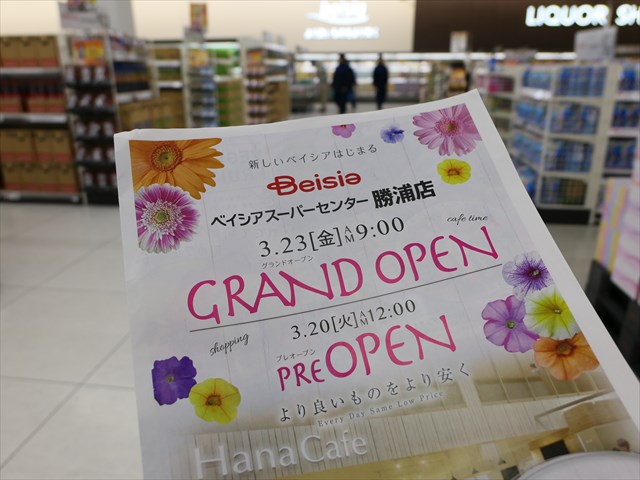 LIQUOR SH
新しいベイシアはじまる
Beisia
ベイシアスーパーセンター 勝浦店
3.23[金]AM9:00
cafe time
グランドオープン
GRAND OPEN
3.20[火]AM12:00
shopping
プレオープン
PREOPEN
より良いものをより安く
Every Day Same Low Price
Hana Cafe